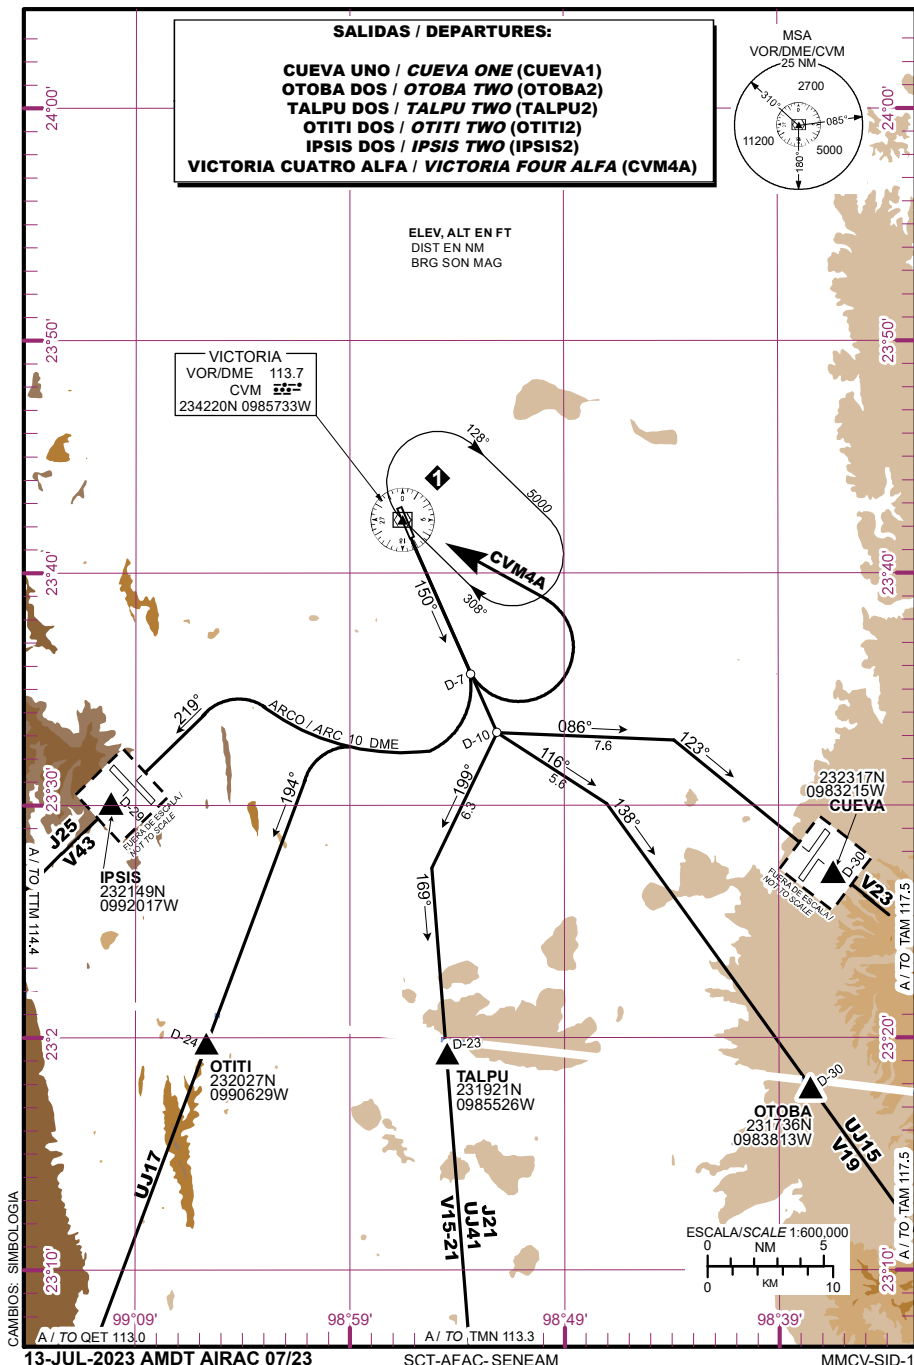 SALIDAS / DEPARTURES:
CUEVA UNO / CUEVA ONE (CUEVA1)
OTOBA DOS / OTOBA TWO (OTOBA2)
TALPU DOS / TALPU TWO (TALPU2)
OTITI DOS / OTITI TWO (OTITI2)
IPSIS DOS / IPSIS TWO (IPSIS2)
VICTORIA CUATRO ALFA / VICTORIA FOUR ALFA (CVM4A)
MSA
VOR/DME/CVM
25 NM
2700
310°
085°
11200
5000
180°
24°00'
24°00'
ELEV, ALT EN FT
DIST EN NM
BRG SON MAG
23°50'
23°50'
VICTORIA
VOR/DME 113.7
CVM
234220N 0985733W
128°
1
5000
0
9
18
27
CVM4A
308°
150°
23°40'
23°40'
D-7
D-10
219°
ARCO / ARC 10 DME
086°
7.6
123°
116°
5.6
138°
199°
6.3
194°
169°
23°30'
23°30'
D-29
FUERA DE ESCALA /
NOT TO SCALE
J25
V43
A / TO TTM 114.4
IPSIS
232149N
0992017W
232317N
0983215W
CUEVA
D-30
FUERA DE ESCALA /
NOT TO SCALE
V23
A / TO TAM 117.5
23°2
23°20'
D-24
OTITI
232027N
0990629W
D-23
TALPU
231921N
0985526W
D-30
OTOBA
231736N
0983813W
UJ15
V19
A / TO TAM 117.5
UJ17
J21
UJ41
V15-21
ESCALA/SCALE 1:600,000
0 NM 5
0 KM 10
23°10'
23°10'
99°09'
98°59'
98°49'
98°39'
A / TO QET 113.0
A / TO TMN 113.3
CAMBIOS: SIMBOLOGIA
13-JUL-2023 AMDT AIRAC 07/23
SCT-AFAC-SENEAM
MMCV-SID-1